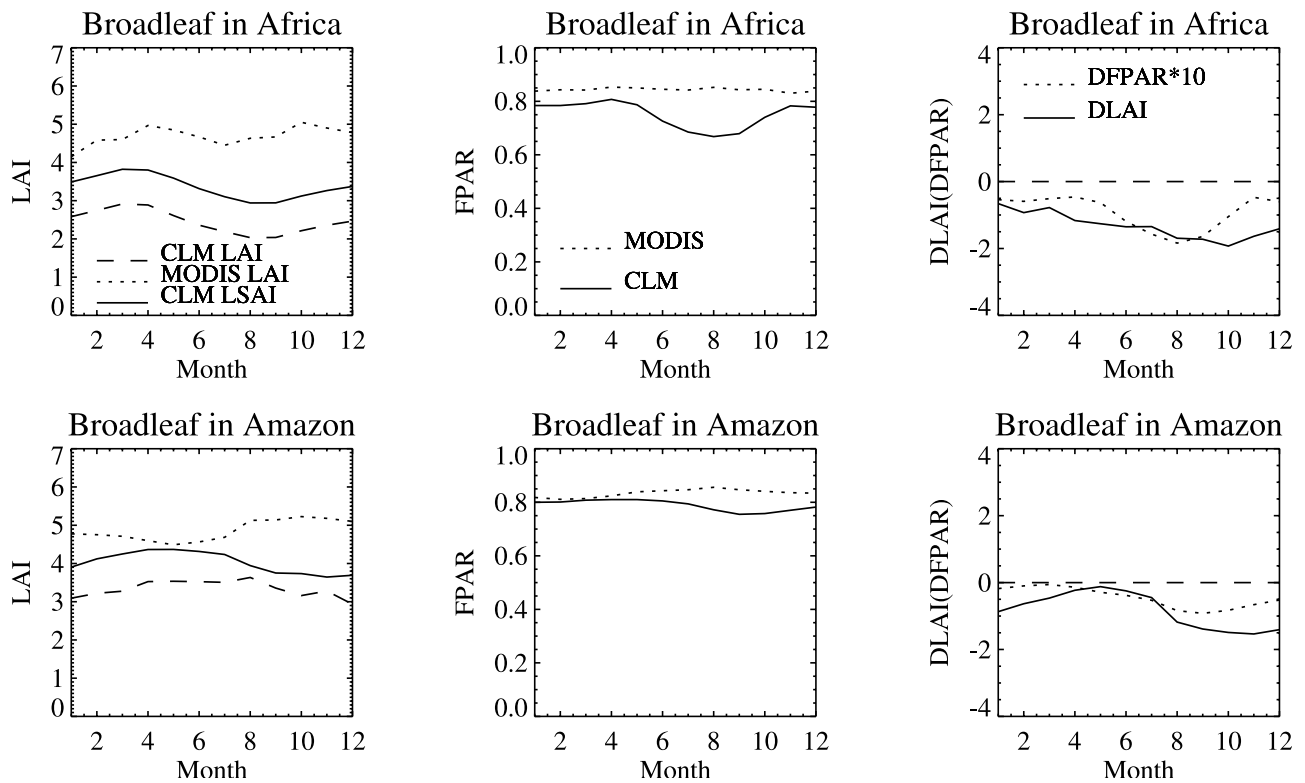 Broadleaf in Africa
7
6
5
4
3
2
1
0
LAI
CLM LAI
MODIS LAI
CLM LSAI
2 4 6 8 10 12
Month
Broadleaf in Africa
1.0
0.8
0.6
0.4
0.2
0.0
FPAR
MODIS
CLM
2 4 6 8 10 12
Month
Broadleaf in Africa
4
2
0
-2
-4
DLAI(DFPAR)
DFPAR*10
DLAI
2 4 6 8 10 12
Month
Broadleaf in Amazon
7
6
5
4
3
2
1
0
LAI
2 4 6 8 10 12
Month
Broadleaf in Amazon
1.0
0.8
0.6
0.4
0.2
0.0
FPAR
2 4 6 8 10 12
Month
Broadleaf in Amazon
4
2
0
-2
-4
DLAI(DFPAR)
2 4 6 8 10 12
Month